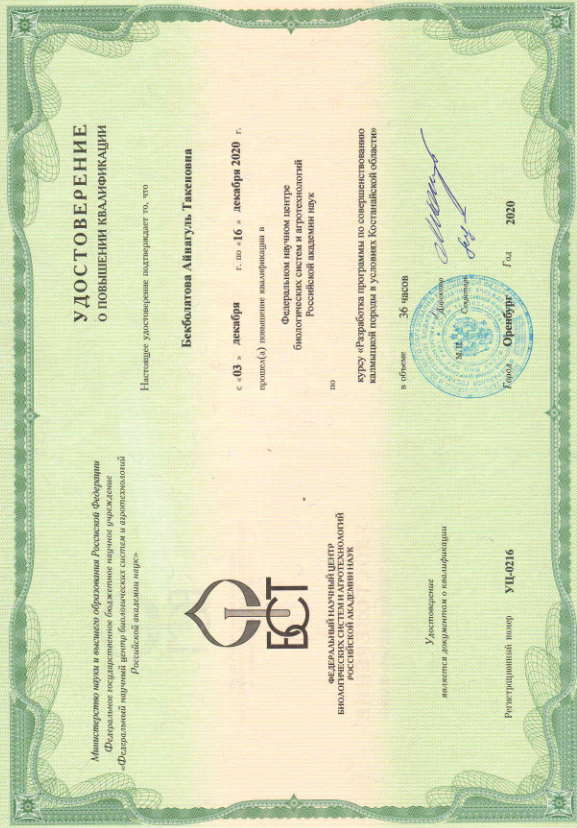 Министерство науки и высшего образования Российской Федерации
Федеральное государственное бюджетное научное учреждение
«Федеральный научный центр биологических систем и агротехнологий
Российской академии наук»
БСТ
ФЕДЕРАЛЬНЫЙ НАУЧНЫЙ ЦЕНТР
БИОЛОГИЧЕСКИХ СИСТЕМ И АГРОТЕХНОЛОГИЙ
РОССИЙСКОЙ АКАДЕМИИ НАУК
Удостоверение
является документом о квалификации
Регистрационный номер УЦ-0216
УДОСТОВЕРЕНИЕ
О ПОВЫШЕНИИ КВАЛИФИКАЦИИ
Настоящее удостоверение подтверждает то, что
Бекболатова Айнагуль Такеновна
с «03 » декабря г. по «16 » декабря 2020 г.
прошел(а) повышение квалификации в
Федеральном научном центре
биологических систем и агротехнологий
Российской академии наук
по
курсу «Разработка программы по совершенствованию
калмыцкой породы в условиях Костанайской области»
в объеме 36 часов
Директор
М.П.
Секретарь
Город Оренбург Год 2020